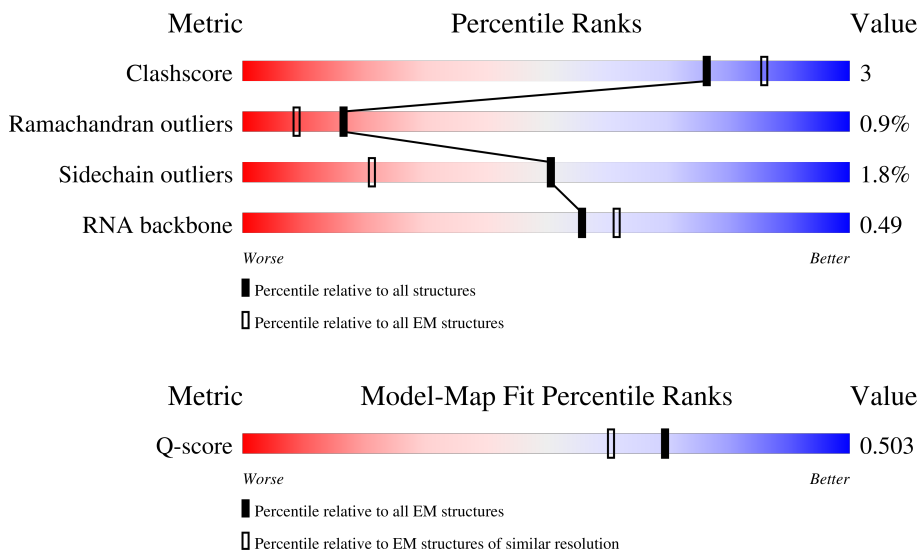 Metric Percentile Ranks Value
Clashscore 3
Ramachandran outliers 0.9%
Sidechain outliers 1.8%
RNA backbone 0.49
Worse Better
Percentile relative to all structures
Percentile relative to all EM structures
Metric Model-Map Fit Percentile Ranks Value
Q-score 0.503
Worse Better
Percentile relative to all EM structures
Percentile relative to EM structures of similar resolution